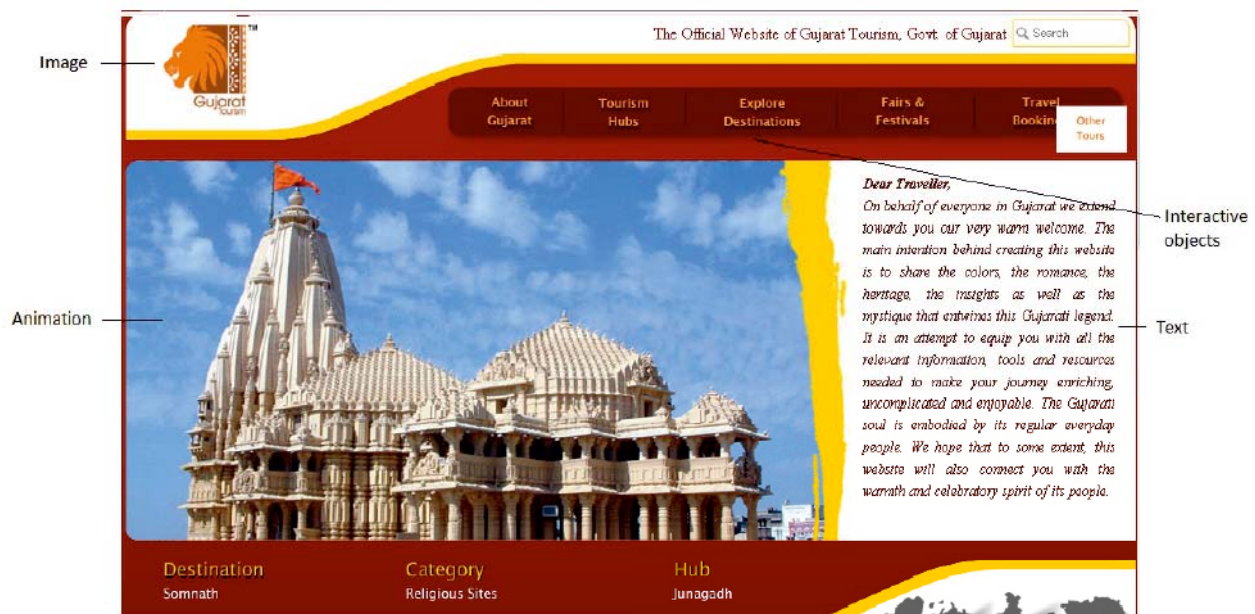 The Official Website of Gujarat Tourism, Govt. of Gujarat
Search
Image
TM
Gujarat
Tourism
About
Gujarat
Tourism
Hubs
Explore
Destinations
Fairs &
Festivals
Travel
Bookin
Other
Tours
Dear Traveller,
On behalf of everyone in Gujarat we extend
towards you our very warm welcome. The
main intention behind creating this website
is to share the colors, the romance, the
heritage, the insights as well as the
mystique that entwines this Gujarati legend.
It is an attempt to equip you with all the
relevant information, tools and resources
needed to make your journey enriching,
uncomplicated and enjoyable. The Gujarati
soul is embodied by its regular everyday
people. We hope that to some extent, this
website will also connect you with the
warmth and celebratory spirit of its people.
Interactive
objects
Animation
Text
Destination
Somnath
Category
Religious Sites
Hub
Junagadh